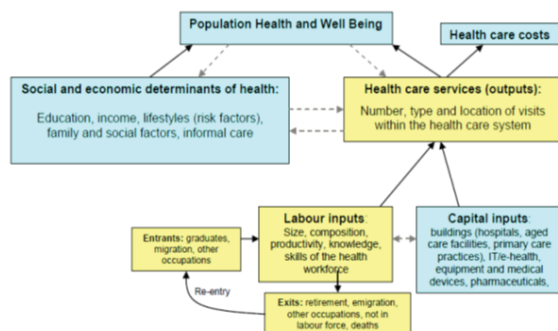 Population Health and Well Being
Health care costs
Social and economic determinants of health:
Education, income, lifestyles (risk factors),
family and social factors, informal care
Health care services (outputs):
Number, type and location of visits
within the health care system
Labour inputs:
Size, composition,
productivity, knowledge,
skills of the health
workforce
Capital inputs:
buildings (hospitals, aged
care facilities, primary care
practices), IT/e-health,
equipment and medical
devices, pharmaceuticals,
Entrants: graduates,
migration, other
occupations
Re-entry
Exits: retirement, emigration,
other occupations, not in
labour force, deaths